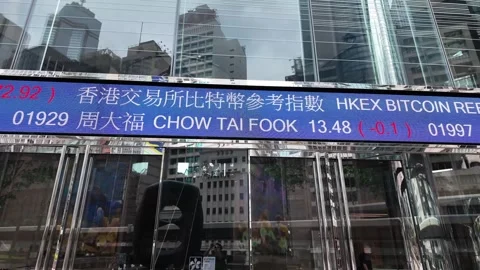 72.92) 香港交易所比特幣參考指數 HKEX BITCOIN REF
01929 周大福 CHOW TAI FOOK 13.48 (-0.1) 01997